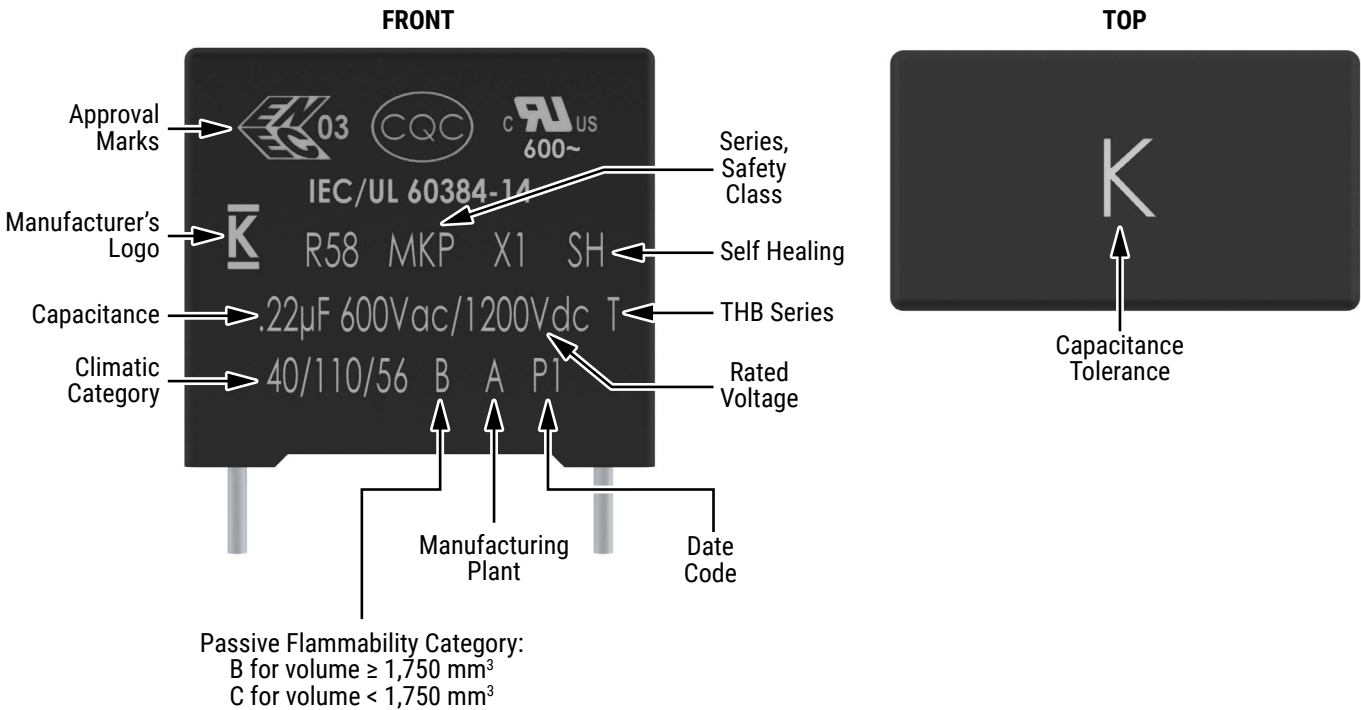 FRONT
TOP
Approval
Marks
ENEC 03
CQC
C RU US
600~
IEC/UL 60384-14
Series,
Safety
Class
Manufacturer's
Logo
K
R58 MKP X1 SH
Self Healing
Capacitance
.22µF 600Vac/1200Vdc T
THB Series
Climatic
Category
40/110/56 B A P1
Rated
Voltage
K
Capacitance
Tolerance
Manufacturing
Plant
Date
Code
Passive Flammability Category:
B for volume ≥ 1,750 mm³
C for volume < 1,750 mm³